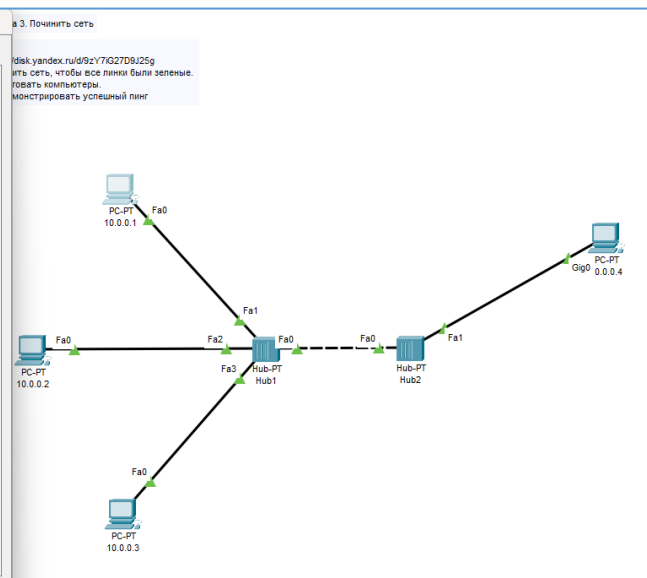 а 3. Починить сеть
/disk.yandex.ru/d/9zY7iG27D9J25g
ить сеть, чтобы все линки были зеленые.
говать компьютеры.
монстрировать успешный пинг
Fa0
PC-PT
10.0.0.1
Gig0
PC-PT
0.0.0.4
Fa1
Fa0
Fa2
Fa0
Fa0
Fa1
PC-PT
10.0.0.2
Fa3
Hub-PT
Hub1
Hub-PT
Hub2
Fa0
PC-PT
10.0.0.3